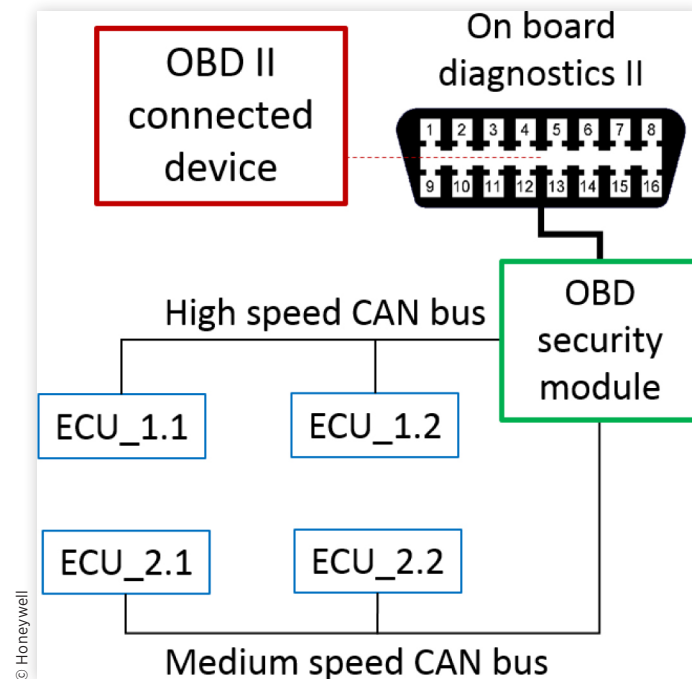 On board
diagnostics II
OBD II
connected
device
1 2 3 4 5 6 7 8
9 10 11 12 13 14 15 16
OBD
security
module
High speed CAN bus
ECU_1.1
ECU_1.2
ECU_2.1
ECU_2.2
Medium speed CAN bus
© Honeywell